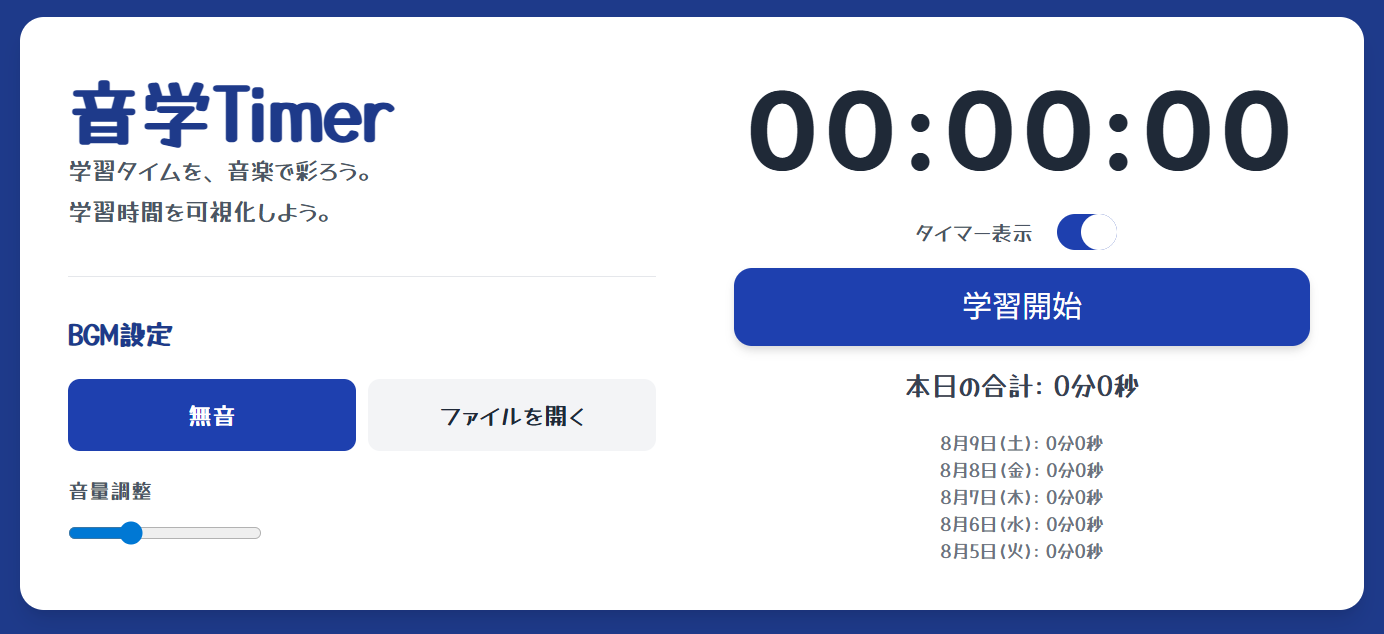 音学Timer
学習タイムを、音楽で彩ろう。
学習時間を可視化しよう。
BGM設定
無音
ファイルを開く
音量調整
00:00:00
タイマー表示
学習開始
本日の合計: 0分0秒
8月9日(土): 0分0秒
8月8日(金): 0分0秒
8月7日(木): 0分0秒
8月6日(水): 0分0秒
8月5日(火): 0分0秒